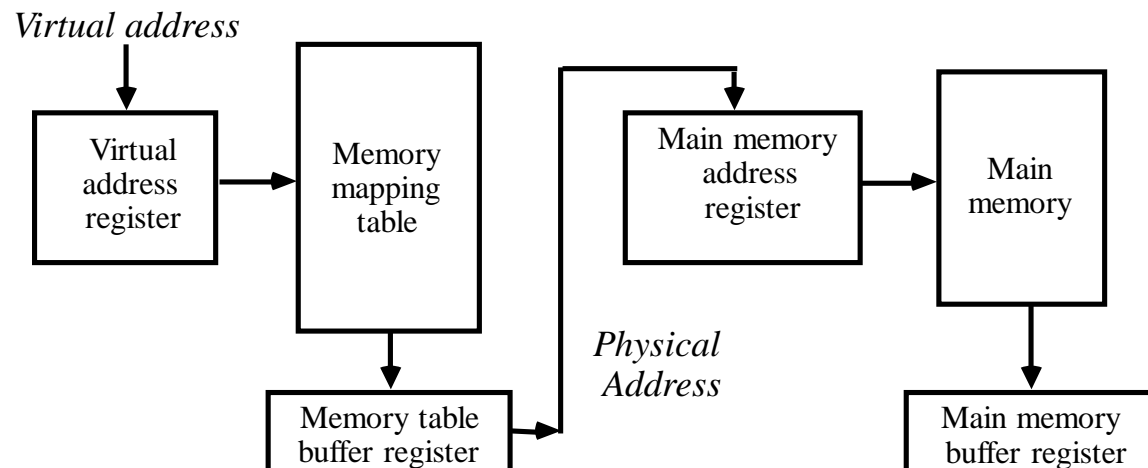 Virtual address
Virtual
address
register
Memory
mapping
table
Memory table
buffer register
Physical
Address
Main memory
address
register
Main
memory
Main memory
buffer register